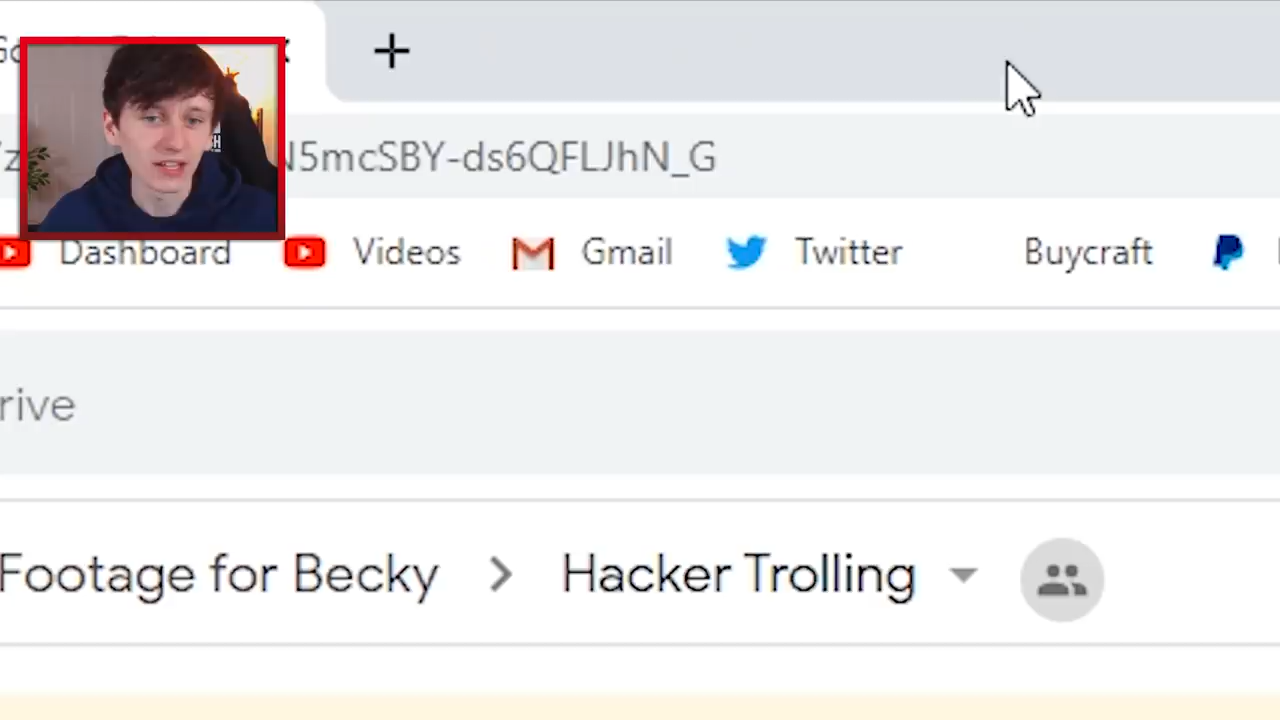 N5mcSBY-ds6QFLJhN_G
Dashboard Videos Gmail Twitter Buycraft
rive
Footage for Becky > Hacker Trolling